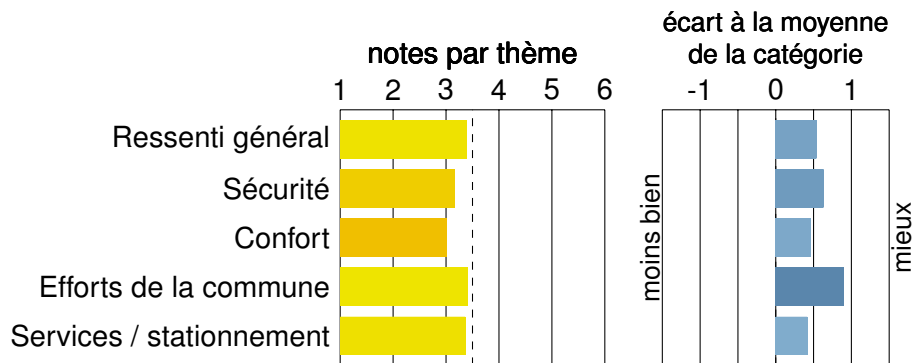 notes par thème
écart à la moyenne
de la catégorie
1 2 3 4 5 6
-1 0 1
Ressenti général
Sécurité
Confort
Efforts de la commune
Services / stationnement
moins bien
mieux